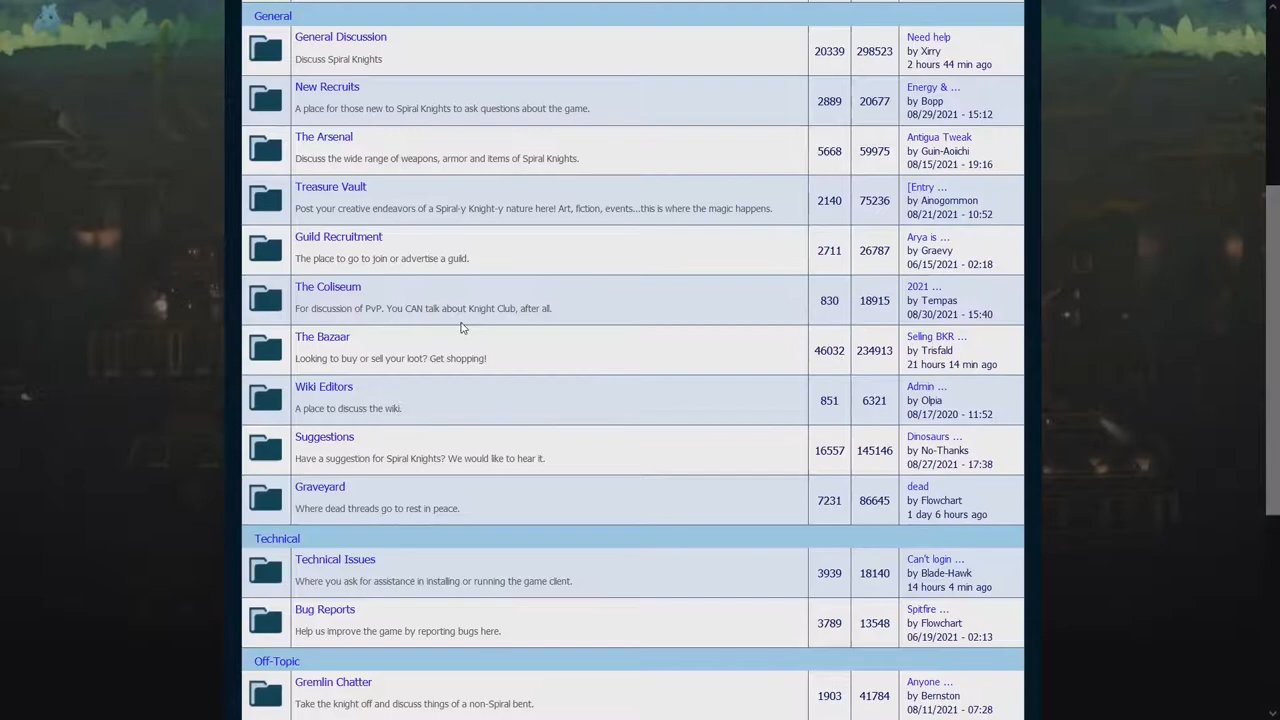 General
General Discussion
Discuss Spiral Knights
20339
298523
Need help
by Xirry
2 hours 44 min ago
New Recruits
A place for those new to Spiral Knights to ask questions about the game.
2889
20677
Energy & ...
by Bopp
08/29/2021 - 15:12
The Arsenal
Discuss the wide range of weapons, armor and items of Spiral Knights.
5668
59975
Antigua Tweak
by Guin-Aoiichi
08/15/2021 - 19:16
Treasure Vault
Post your creative endeavors of a Spiral-y Knight-y nature here! Art, fiction, events...this is where the magic happens.
2140
75236
[Entry ...
by Ainogommon
08/21/2021 - 10:52
Guild Recruitment
The place to go to join or advertise a guild.
2711
26787
Arya is ...
by Graevy
06/15/2021 - 02:18
The Coliseum
For discussion of PvP. You CAN talk about Knight Club, after all.
830
18915
2021 ...
by Tempas
08/30/2021 - 15:40
The Bazaar
Looking to buy or sell your loot? Get shopping!
46032
234913
Selling BKR ...
by Trisfald
21 hours 14 min ago
Wiki Editors
A place to discuss the wiki.
851
6321
Admin ...
by Olpia
08/17/2020 - 11:52
Suggestions
Have a suggestion for Spiral Knights? We would like to hear it.
16557
145146
Dinosaurs ...
by No-Thanks
08/27/2021 - 17:38
Graveyard
Where dead threads go to rest in peace.
7231
86645
dead
by Flowchart
1 day 6 hours ago
Technical
Technical Issues
Where you ask for assistance in installing or running the game client.
3939
18140
Can't login ...
by Blade-Hawk
14 hours 4 min ago
Bug Reports
Help us improve the game by reporting bugs here.
3789
13548
Spitfire ...
by Flowchart
06/19/2021 - 02:13
Off-Topic
Gremlin Chatter
Take the knight off and discuss things of a non-Spiral bent.
1903
41784
Anyone ...
by Bernston
08/11/2021 - 07:28